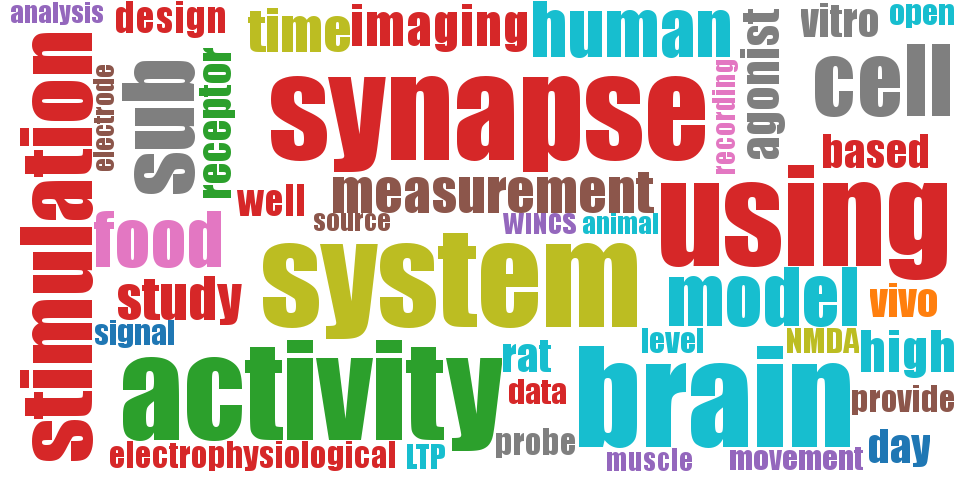 analysis
design
time
imaging
human
agonist
vitro
open
stimulation
electrode
sub
receptor
synapse
recording
cell
based
well
measurement
using
food
source
WINCS
animal
system
study
model
vivo
signal
activity
rat
level
NMDA
high
data
brain
provide
electrophysiological
LTP
probe
muscle
movement
day